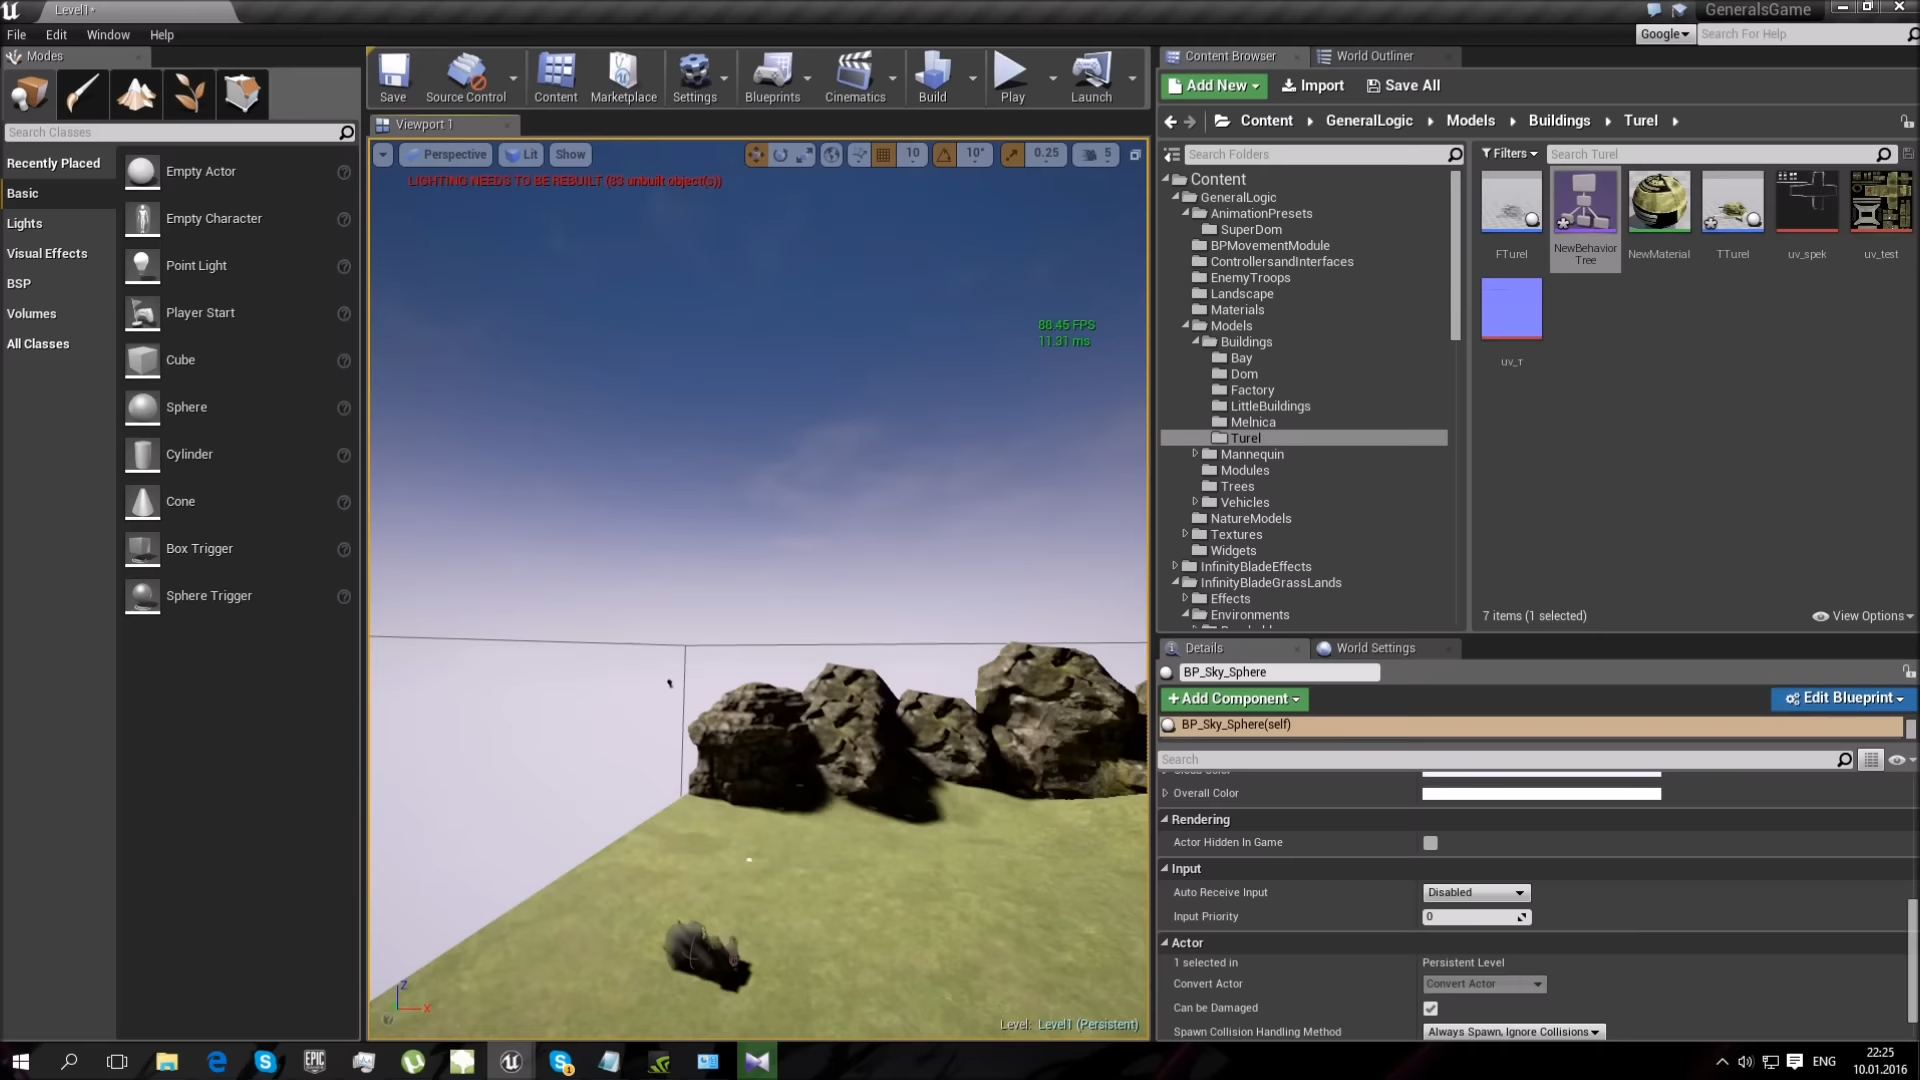 Level1*
GeneralsGame
File Edit Window Help
Google
Search For Help
Modes
Search Classes
Recently Placed
Basic
Lights
Visual Effects
BSP
Volumes
All Classes
Empty Actor
Empty Character
Point Light
Player Start
Cube
Sphere
Cylinder
Cone
Box Trigger
Sphere Trigger
Save
Source Control
Content
Marketplace
Settings
Blueprints
Cinematics
Build
Play
Launch
Viewport 1
Perspective Lit Show
10 10° 0.25 5
LIGHTING NEEDS TO BE REBUILT (83 unbuilt object(s))
88.45 FPS
11.31 ms
Z
X
Level: Level1 (Persistent)
Content Browser World Outliner
Add New Import Save All
Content GeneralLogic Models Buildings Turel
Search Folders
Content
GeneralLogic
AnimationPresets
SuperDom
BPMovementModule
ControllersandInterfaces
EnemyTroops
Landscape
Materials
Models
Buildings
Bay
Dom
Factory
LittleBuildings
Melnica
Turel
Mannequin
Modules
Trees
Vehicles
NatureModels
Textures
Widgets
InfinityBladeEffects
InfinityBladeGrassLands
Effects
Environments
Filters
Search Turel
FTurel
NewBehavior
Tree
NewMaterial
TTurel
uv_spek
uv_test
uv_т
7 items (1 selected)
View Options
Details World Settings
BP_Sky_Sphere
+Add Component
Edit Blueprint
BP_Sky_Sphere(self)
Search
Overall Color
Rendering
Actor Hidden In Game
Input
Auto Receive Input Disabled
Input Priority 0
Actor
1 selected in Persistent Level
Convert Actor Convert Actor
Can be Damaged
Spawn Collision Handling Method Always Spawn, Ignore Collisions
EPIC
GAMES
ENG
22:25
10.01.2016